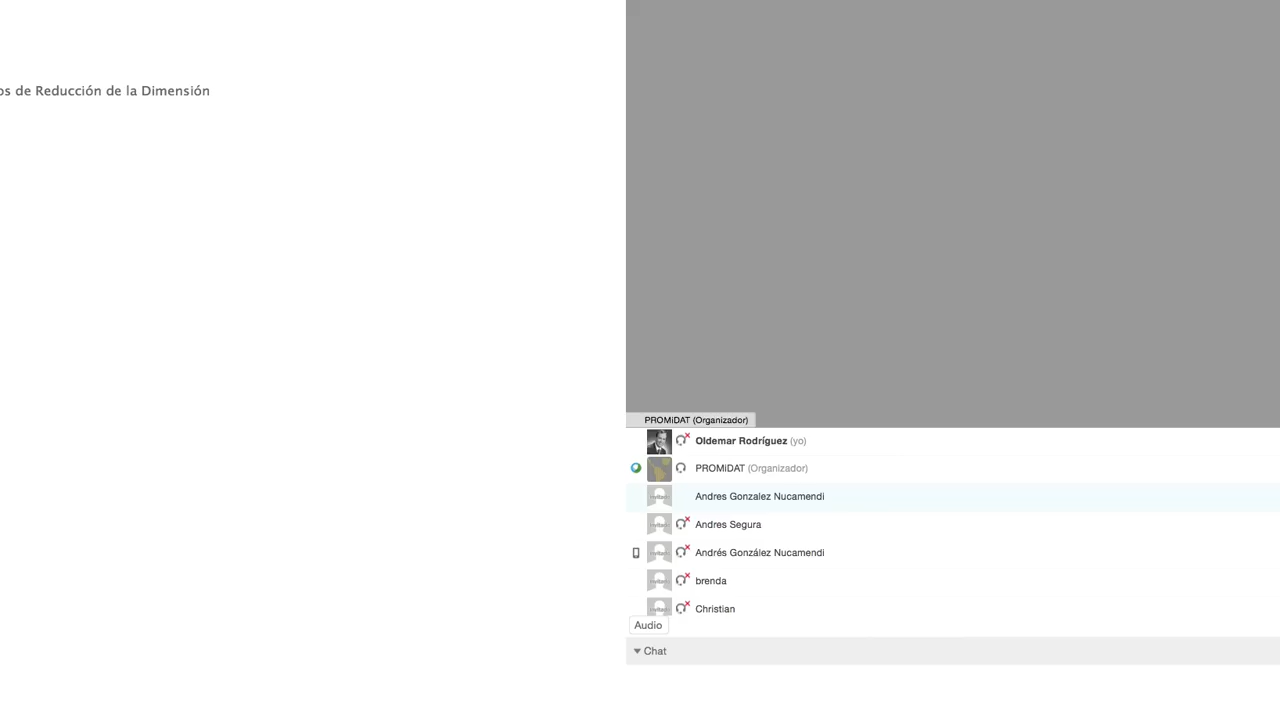 os de Reducción de la Dimensión
PROMiDAT (Organizador)
Oldemar Rodríguez (yo)
PROMiDAT (Organizador)
Andres Gonzalez Nucamendi
Andres Segura
Andrés González Nucamendi
brenda
Christian
Audio
Chat